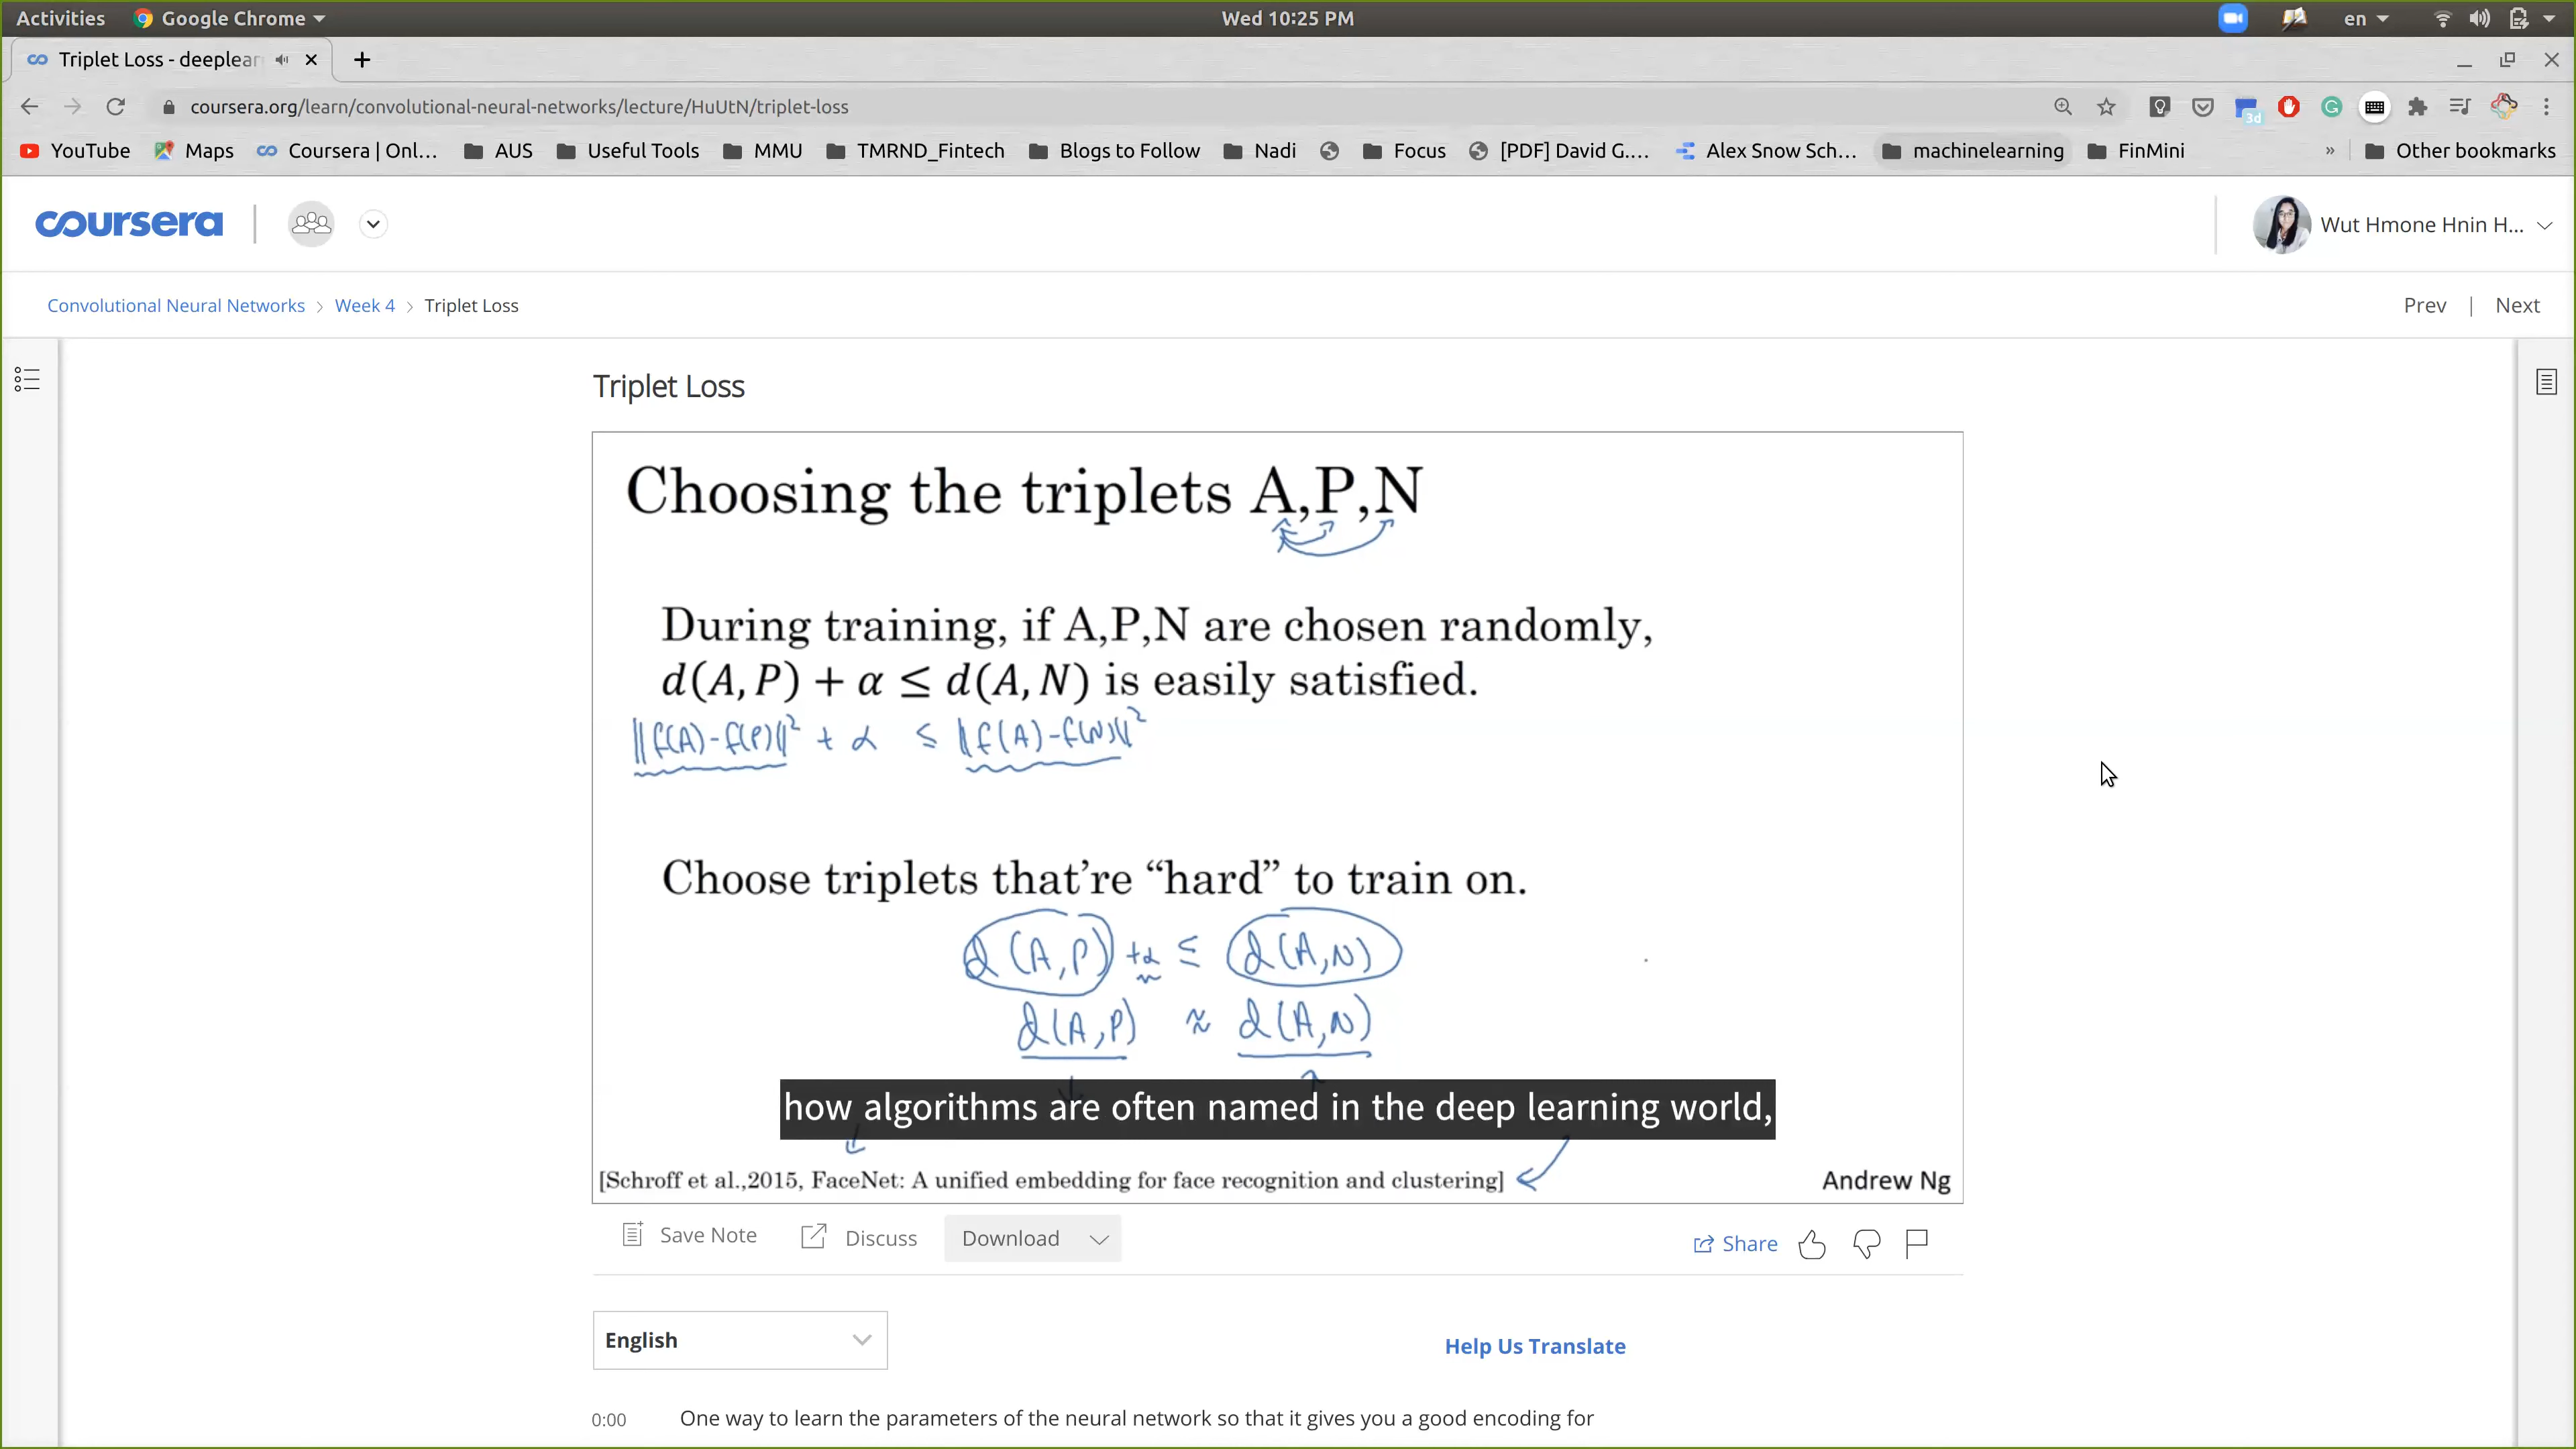 Activities
Google Chrome
Wed 10:25 PM
en
Triplet Loss - deeplear
coursera.org/learn/convolutional-neural-networks/lecture/HuUtN/triplet-loss
3d
YouTube
Maps
Coursera | Onl...
AUS
Useful Tools
MMU
TMRND_Fintech
Blogs to Follow
Nadi
Focus
[PDF] David G....
Alex Snow Sch...
machinelearning
FinMini
»
Other bookmarks
coursera
Wut Hmone Hnin H...
Convolutional Neural Networks > Week 4 > Triplet Loss
Prev | Next
Triplet Loss
Choosing the triplets A,P,N
During training, if A,P,N are chosen randomly,
d(A, P) + α ≤ d(A, N) is easily satisfied.
||f(A)-f(P)||² + α ≤ ||f(A)-f(N)||²
Choose triplets that’re “hard” to train on.
d(A,P) +α ≤ d(A,N)
d(A,P) ≈ d(A,N)
how algorithms are often named in the deep learning world,
[Schroff et al.,2015, FaceNet: A unified embedding for face recognition and clustering]
Andrew Ng
Save Note
Discuss
Download
Share
English
Help Us Translate
0:00 One way to learn the parameters of the neural network so that it gives you a good encoding for